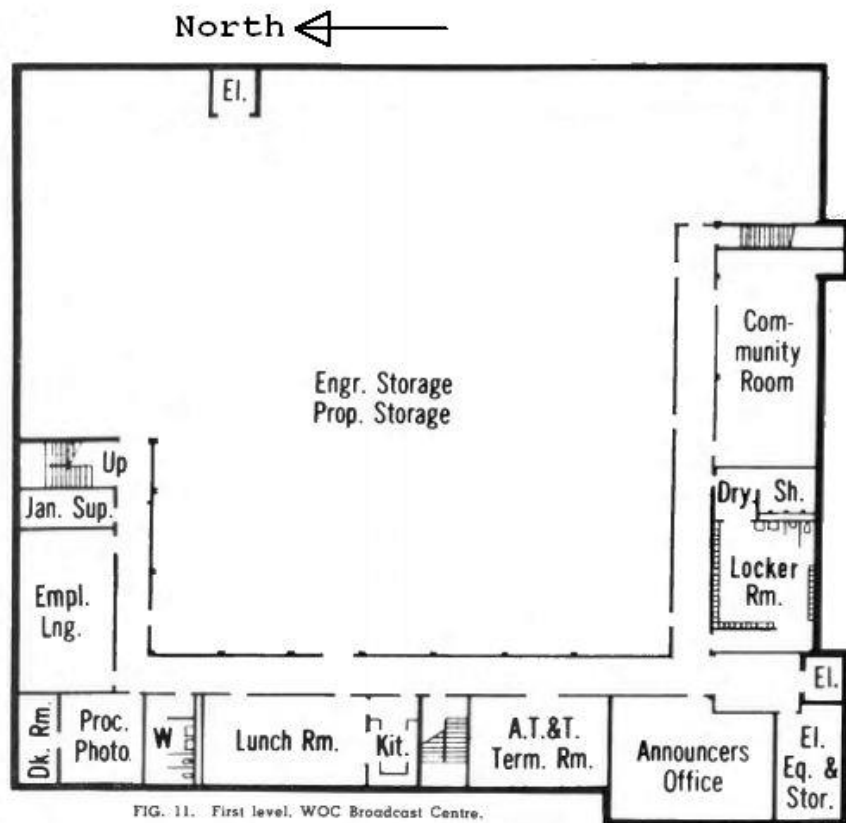 North
El.
Com-
munity
Room
Engr. Storage
Prop. Storage
Up
Jan. Sup.
Dry.
Sh.
Locker
Rm.
Empl.
Lng.
El.
Dk. Rm.
Proc.
Photo.
W
Lunch Rm.
Kit.
A.T.&T.
Term. Rm.
Announcers
Office
El.
Eq. &
Stor.
FIG. 11. First level, WOC Broadcast Centre.